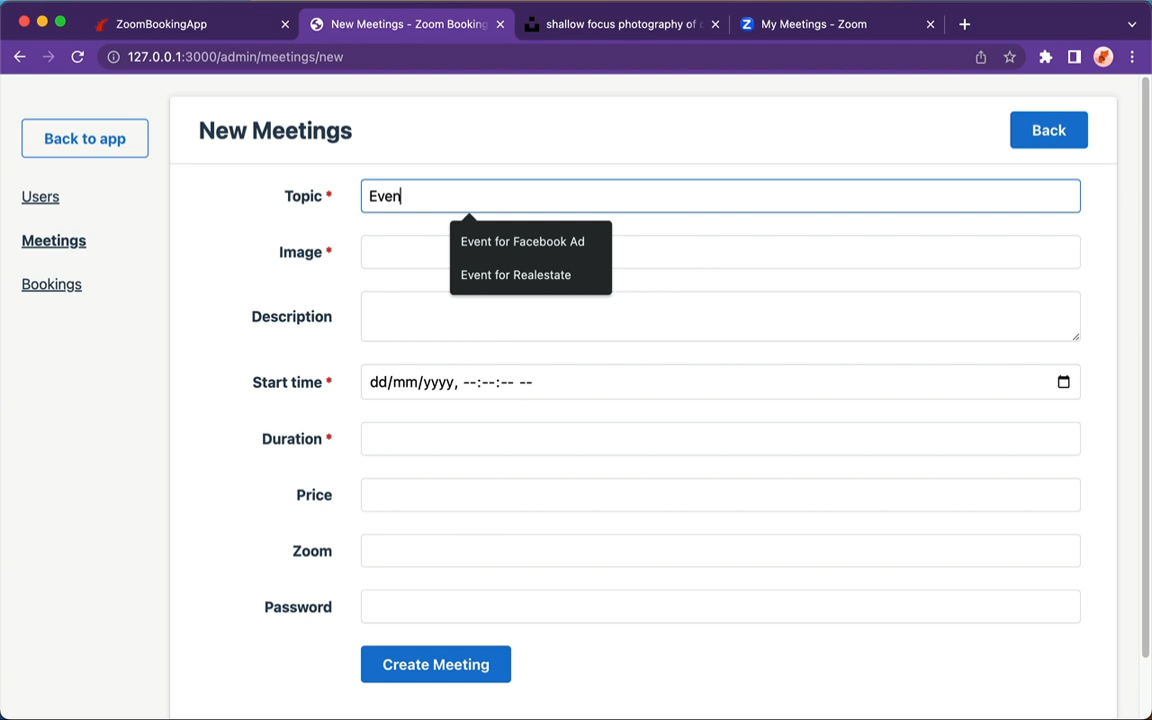 ZoomBookingApp
New Meetings - Zoom Booking
shallow focus photography of
My Meetings - Zoom
127.0.0.1:3000/admin/meetings/new
Back to app
Users
Meetings
Bookings
New Meetings
Back
Topic *
Even
Event for Facebook Ad
Event for Realestate
Image *
Description
Start time *
dd/mm/yyyy, --:--:-- --
Duration *
Price
Zoom
Password
Create Meeting